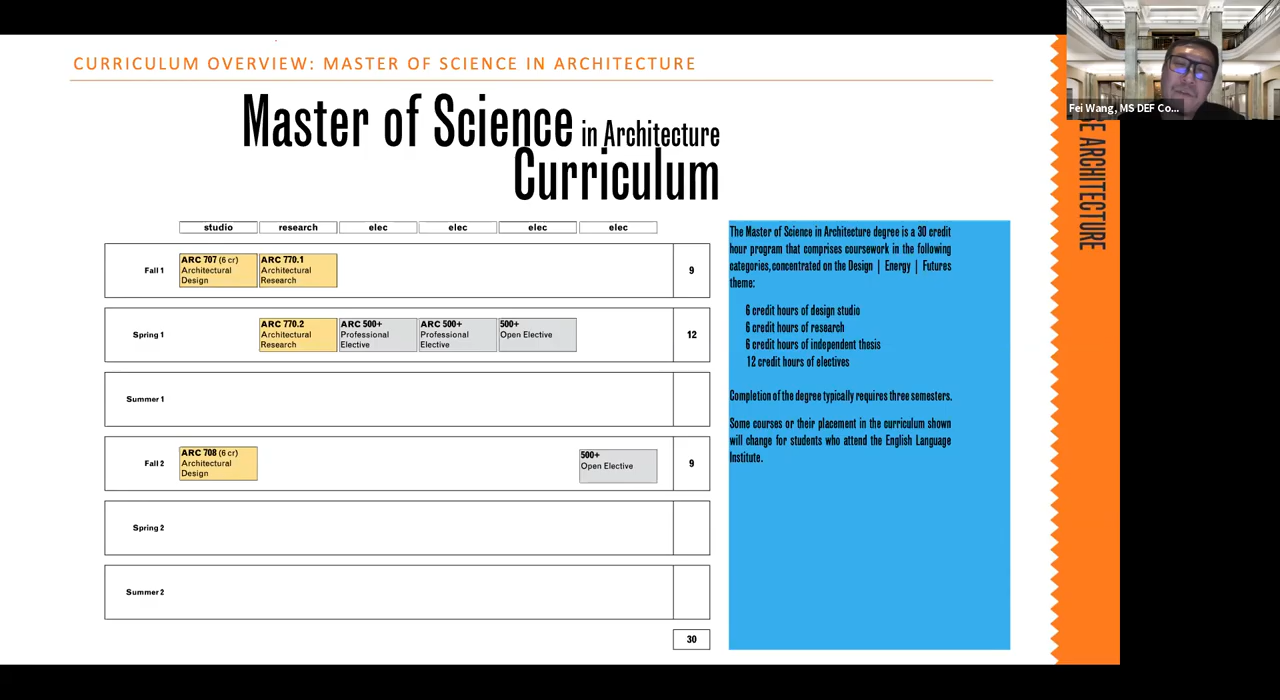 CURRICULUM OVERVIEW: MASTER OF SCIENCE IN ARCHITECTURE
Master of Science in Architecture
Curriculum
studio research elec elec elec elec
Fall 1
ARC 707 (6 cr)
Architectural
Design
ARC 770.1
Architectural
Research
9
Spring 1
ARC 770.2
Architectural
Research
ARC 500+
Professional
Elective
ARC 500+
Professional
Elective
500+
Open Elective
12
Summer 1
Fall 2
ARC 708 (6 cr)
Architectural
Design
500+
Open Elective
9
Spring 2
Summer 2
30
The Master of Science in Architecture degree is a 30 credit
hour program that comprises coursework in the following
categories, concentrated on the Design | Energy | Futures
theme:
6 credit hours of design studio
6 credit hours of research
6 credit hours of independent thesis
12 credit hours of electives
Completion of the degree typically requires three semesters.
Some courses or their placement in the curriculum shown
will change for students who attend the English Language
Institute.
Fei Wang, MS DEF Co...
ARCHITECTURE